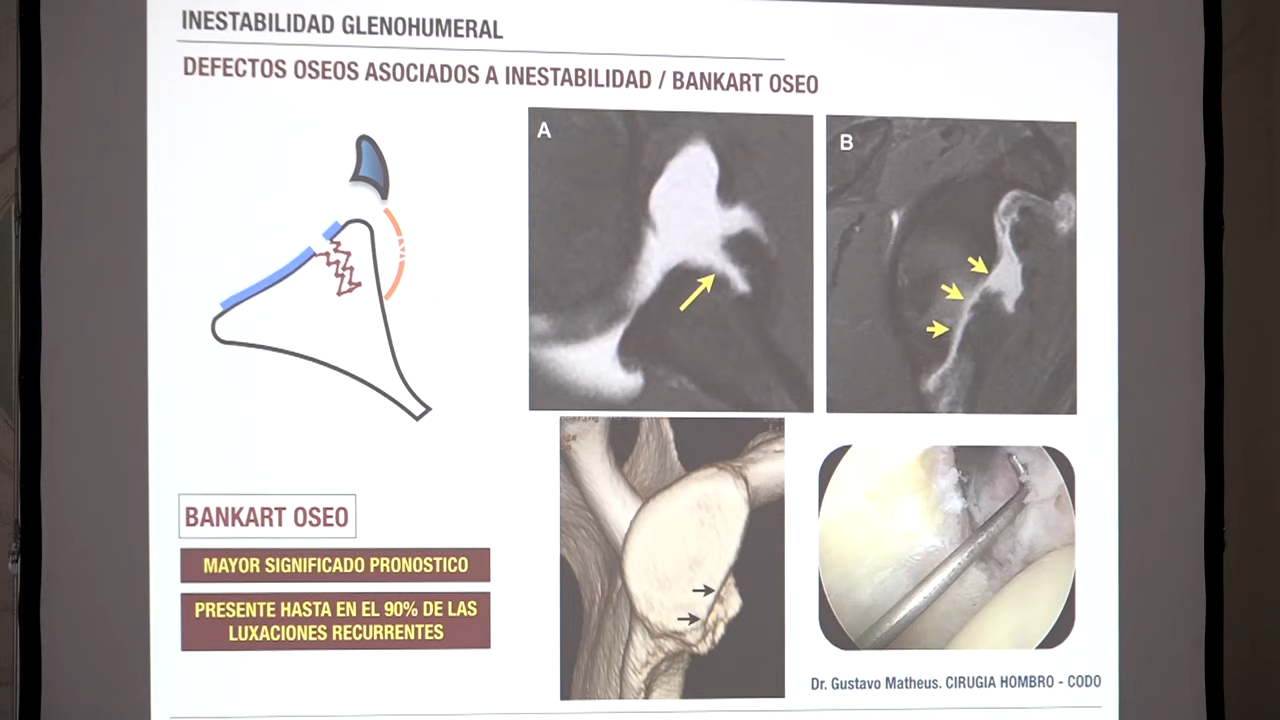 INESTABILIDAD GLENOHUMERAL
DEFECTOS OSEOS ASOCIADOS A INESTABILIDAD / BANKART OSEO
A
B
BANKART OSEO
MAYOR SIGNIFICADO PRONOSTICO
PRESENTE HASTA EN EL 90% DE LAS
LUXACIONES RECURRENTES
Dr. Gustavo Matheus. CIRUGIA HOMBRO - CODO